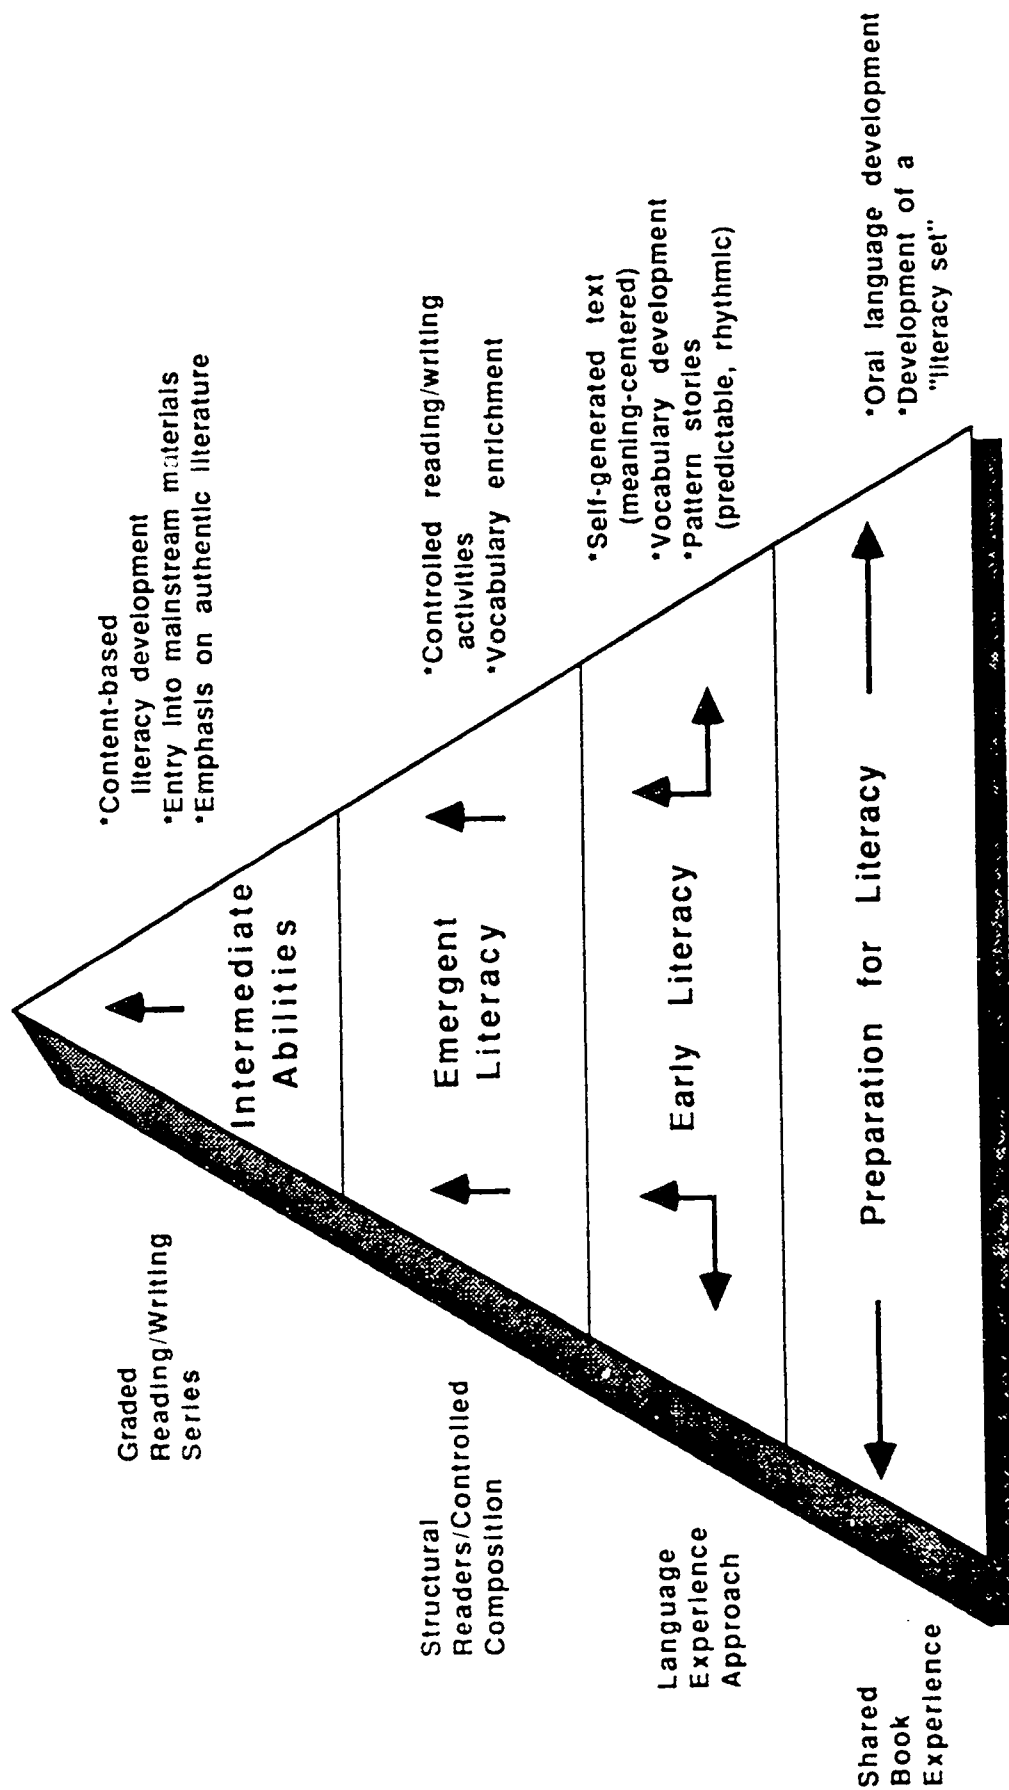 Graded
Reading/Writing
Series
Intermediate
Abilities
*Content-based
literacy development
*Entry into mainstream materials
*Emphasis on authentic literature
Structural
Readers/Controlled
Composition
Emergent
Literacy
*Controlled reading/writing
activities
*Vocabulary enrichment
Language
Experience
Approach
Early Literacy
*Self-generated text
(meaning-centered)
*Vocabulary development
*Pattern stories
(predictable, rhythmic)
Shared
Book
Experience
Preparation for Literacy
*Oral language development
*Development of a
"literacy set"